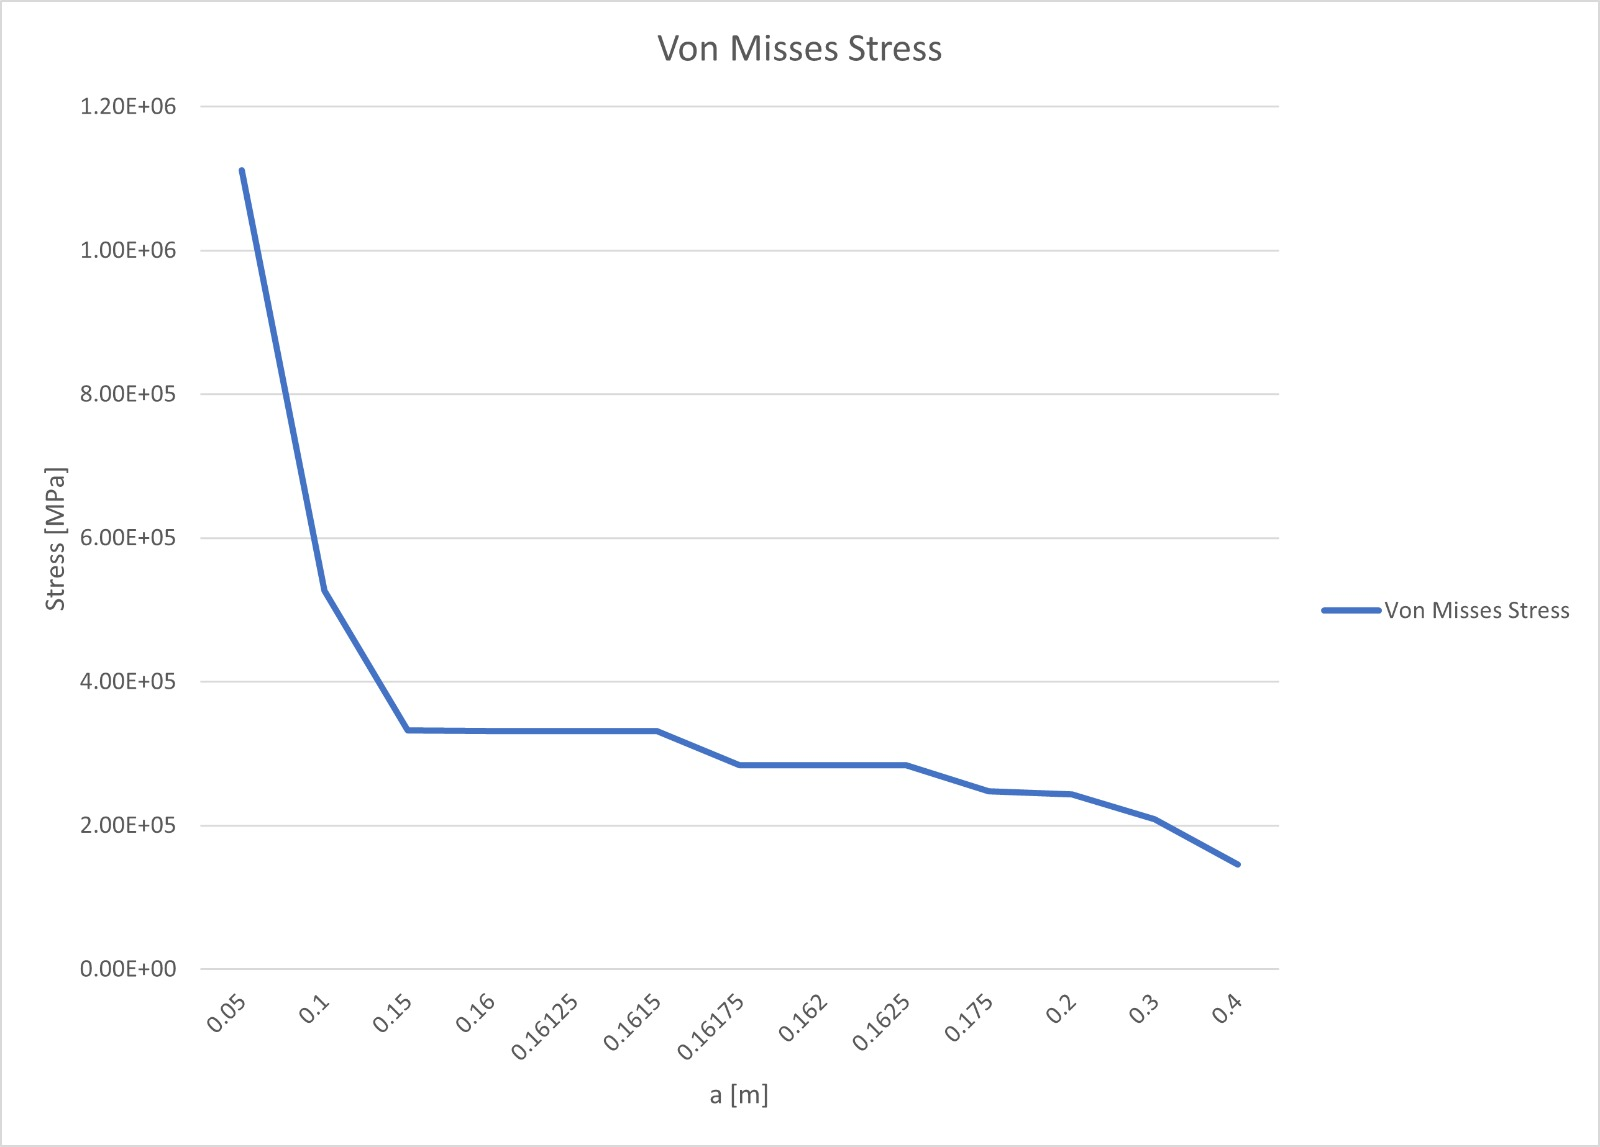 Von Misses Stress
1.20E+06
1.00E+06
8.00E+05
6.00E+05
4.00E+05
2.00E+05
0.00E+00
Stress [MPa]
0.05
0.1
0.15
0.16
0.16125
0.1615
0.16175
0.162
0.1625
0.175
0.2
0.3
0.4
a [m]
Von Misses Stress